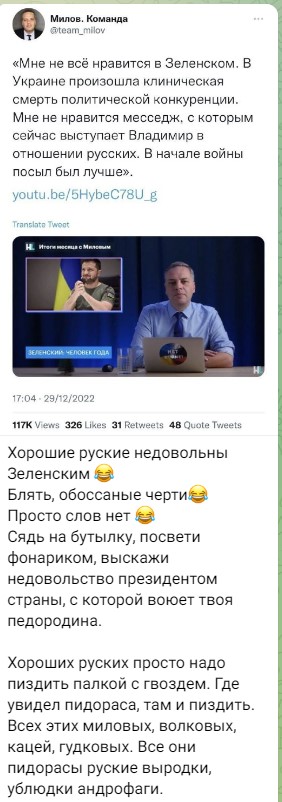 Милов. Команда
@team_milov
«Мне не всё нравится в Зеленском. В
Украине произошла клиническая
смерть политической конкуренции.
Мне не нравится месседж, с которым
сейчас выступает Владимир в
отношении русских. В начале войны
посыл был лучше».
youtu.be/5HybeC78U_g
Translate Tweet
Итоги месяца с Миловым
ЗЕЛЕНСКИЙ: ЧЕЛОВЕК ГОДА
НЕТ
17:04 · 29/12/2022
117K Views 326 Likes 31 Retweets 48 Quote Tweets
Хорошие руские недовольны
Зеленским 😂
Блять, обоссаные черти😂
Просто слов нет 😂
Сядь на бутылку, посвети
фонариком, выскажи
недовольство президентом
страны, с которой воюет твоя
педородина.
Хороших руских просто надо
пиздить палкой с гвоздем. Где
увидел пидораса, там и пиздить.
Всех этих миловых, волковых,
кацей, гудковых. Все они
пидорасы руские выродки,
ублюдки андрофаги.